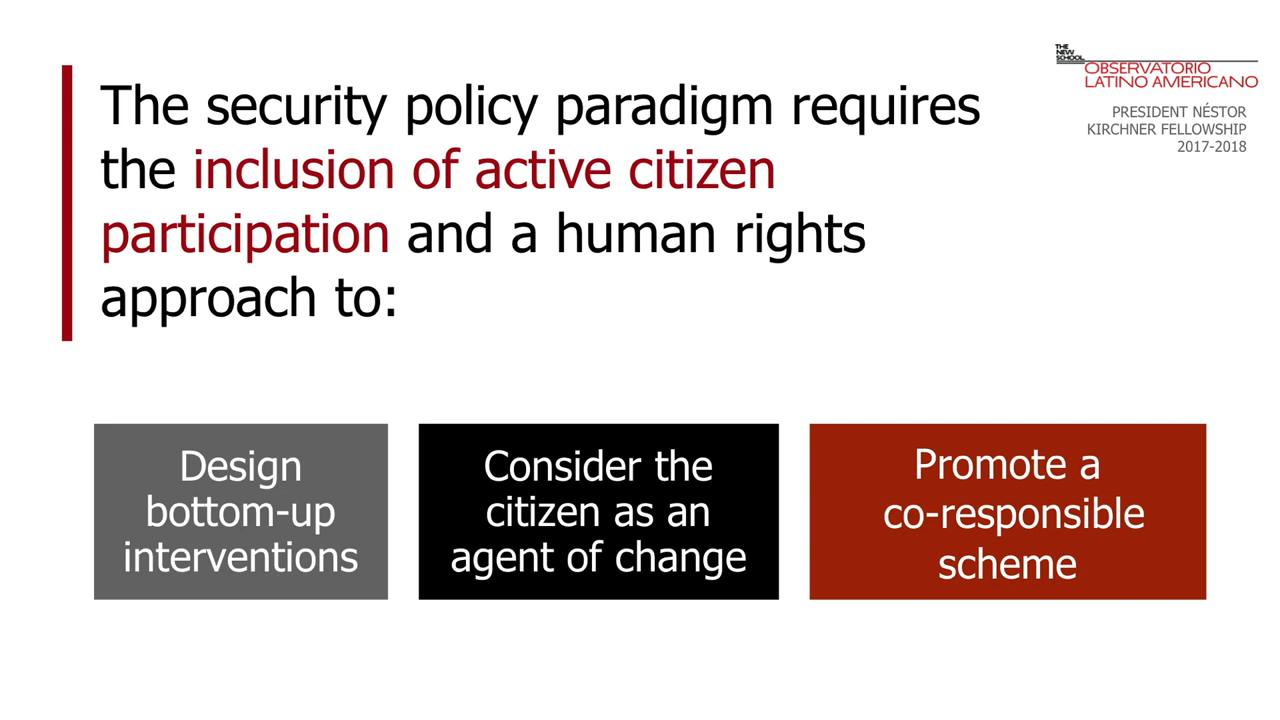 THE
NEW
SCHOOL
OBSERVATORIO
LATINO AMERICANO
PRESIDENT NÉSTOR
KIRCHNER FELLOWSHIP
2017-2018
The security policy paradigm requires
the inclusion of active citizen
participation and a human rights
approach to:
Design
bottom-up
interventions
Consider the
citizen as an
agent of change
Promote a
co-responsible
scheme